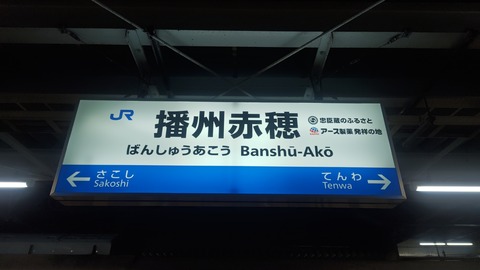 JR
播州赤穂
忠臣蔵のふるさと
アース製薬 発祥の地
ばんしゅうあこう Banshū-Akō
← さこし
Sakoshi
てんわ →
Tenwa